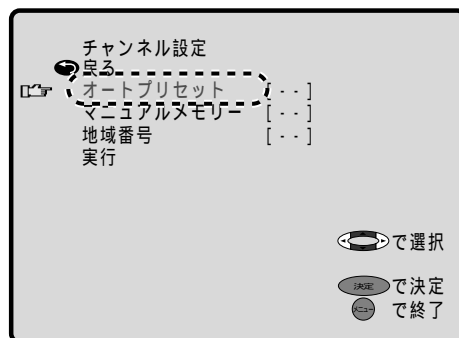 チャンネル設定
戻る
オートプリセット [--]
マニュアルメモリー [--]
地域番号 [--]
実行
で選択
決定 で決定
メニュー で終了